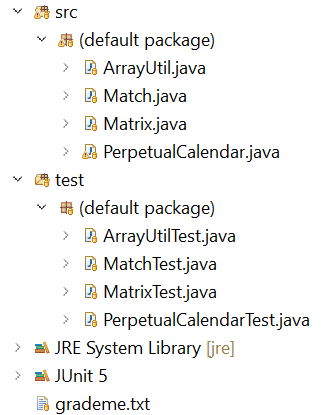 src
(default package)
ArrayUtil.java
Match.java
Matrix.java
PerpetualCalendar.java
test
(default package)
ArrayUtilTest.java
MatchTest.java
MatrixTest.java
PerpetualCalendarTest.java
JRE System Library [jre]
JUnit 5
grademe.txt